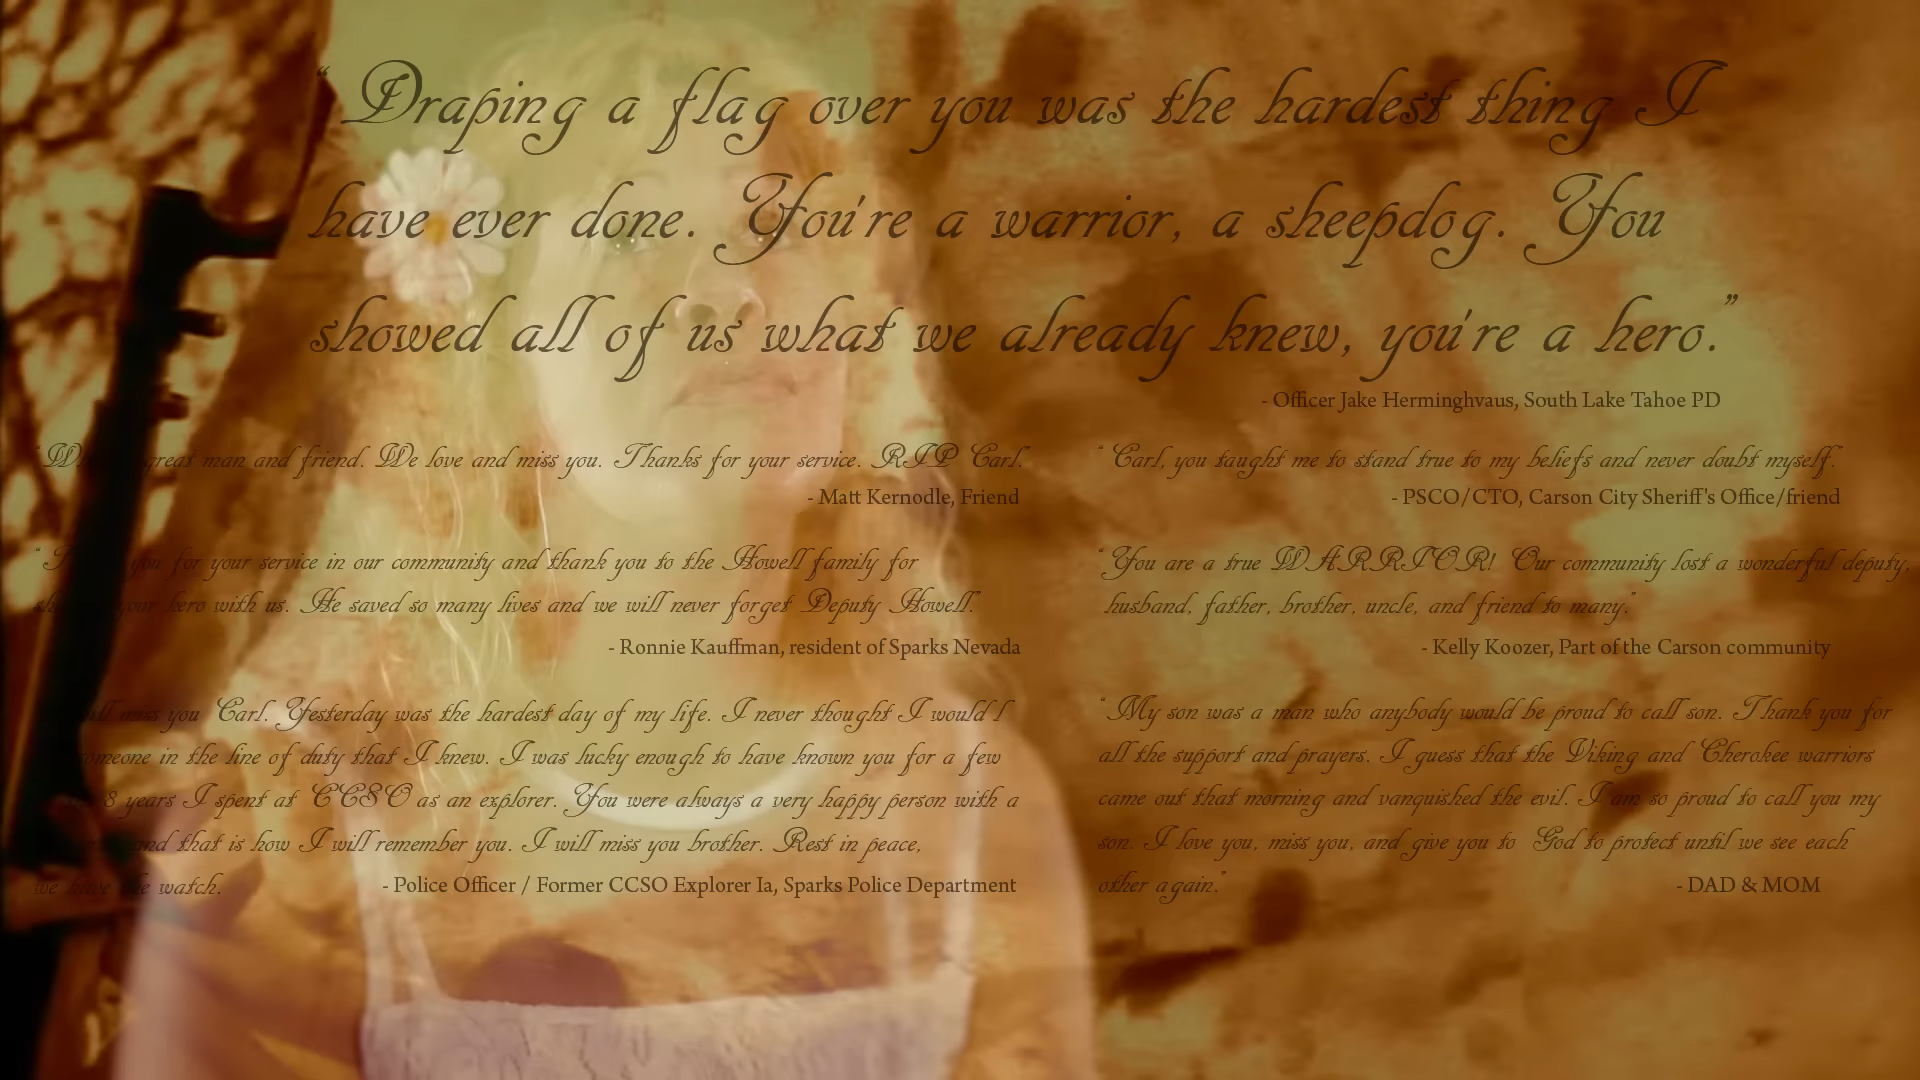 “Draping a flag over you was the hardest thing I
have ever done. You're a warrior, a sheepdog. You
showed all of us what we already knew, you're a hero.”
- Officer Jake Herminghvaus, South Lake Tahoe PD
great man and friend. We love and miss you. Thanks for your service. RIP Carl.
- Matt Kernodle, Friend
you for your service in our community and thank you to the Howell family for
your hero with us. He saved so many lives and we will never forget Deputy Howell.”
- Ronnie Kauffman, resident of Sparks Nevada
miss you Carl. Yesterday was the hardest day of my life. I never thought I would l
someone in the line of duty that I knew. I was lucky enough to have known you for a few
8 years I spent at CCSO as an explorer. You were always a very happy person with a
and that is how I will remember you. I will miss you brother. Rest in peace,
we have the watch.
- Police Officer / Former CCSO Explorer Ia, Sparks Police Department
“Carl, you taught me to stand true to my beliefs and never doubt myself.”
- PSCO/CTO, Carson City Sheriff's Office/friend
“You are a true WARRIOR! Our community lost a wonderful deputy,
husband, father, brother, uncle, and friend to many.”
- Kelly Koozer, Part of the Carson community
“My son was a man who anybody would be proud to call son. Thank you for
all the support and prayers. I guess that the Viking and Cherokee warriors
came out that morning and vanquished the evil. I am so proud to call you my
son. I love you, miss you, and give you to God to protect until we see each
other again.”
- DAD & MOM